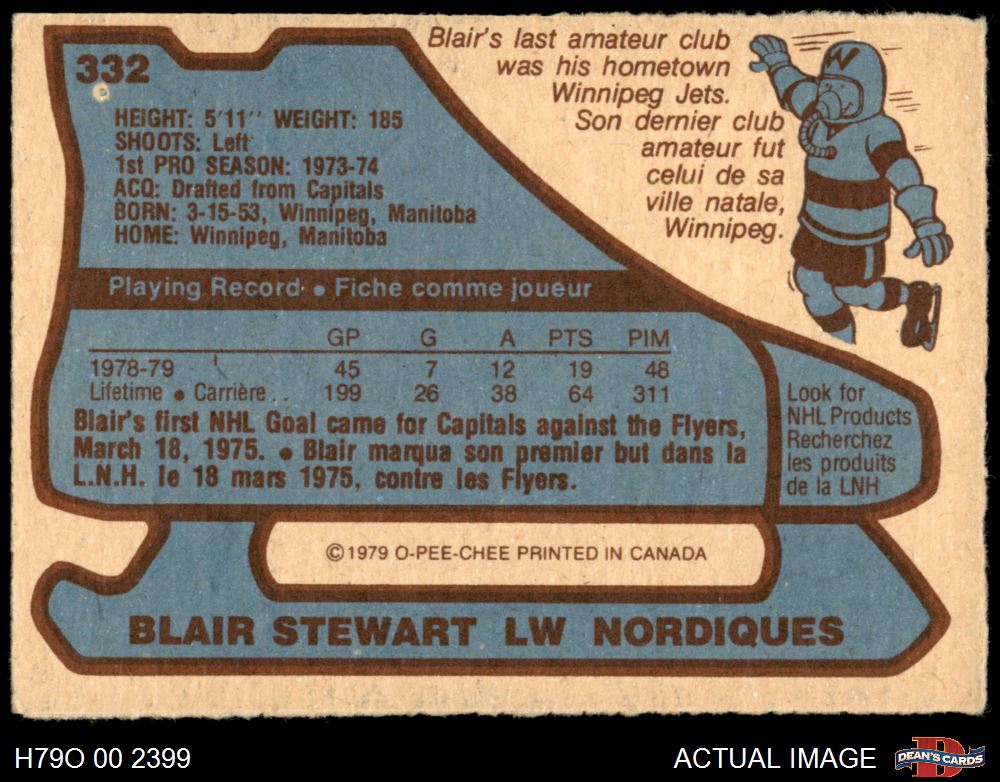 332
HEIGHT: 5'11" WEIGHT: 185
SHOOTS: Left
1st PRO SEASON: 1973-74
ACQ: Drafted from Capitals
BORN: 3-15-53, Winnipeg, Manitoba
HOME: Winnipeg, Manitoba
Blair's last amateur club
was his hometown
Winnipeg Jets.
Son dernier club
amateur fut
celui de sa
ville natale,
Winnipeg.
W
Playing Record • Fiche comme joueur
GP G A PTS PIM
1978-79 45 7 12 19 48
Lifetime • Carrière . . 199 26 38 64 311
Blair's first NHL Goal came for Capitals against the Flyers,
March 18, 1975. • Blair marqua son premier but dans la
L.N.H. le 18 mars 1975, contre les Flyers.
Look for
NHL Products
Recherchez
les produits
de la LNH
©1979 O-PEE-CHEE PRINTED IN CANADA
BLAIR STEWART LW NORDIQUES
H79O 00 2399
ACTUAL IMAGE
D
DEAN'S CARDS